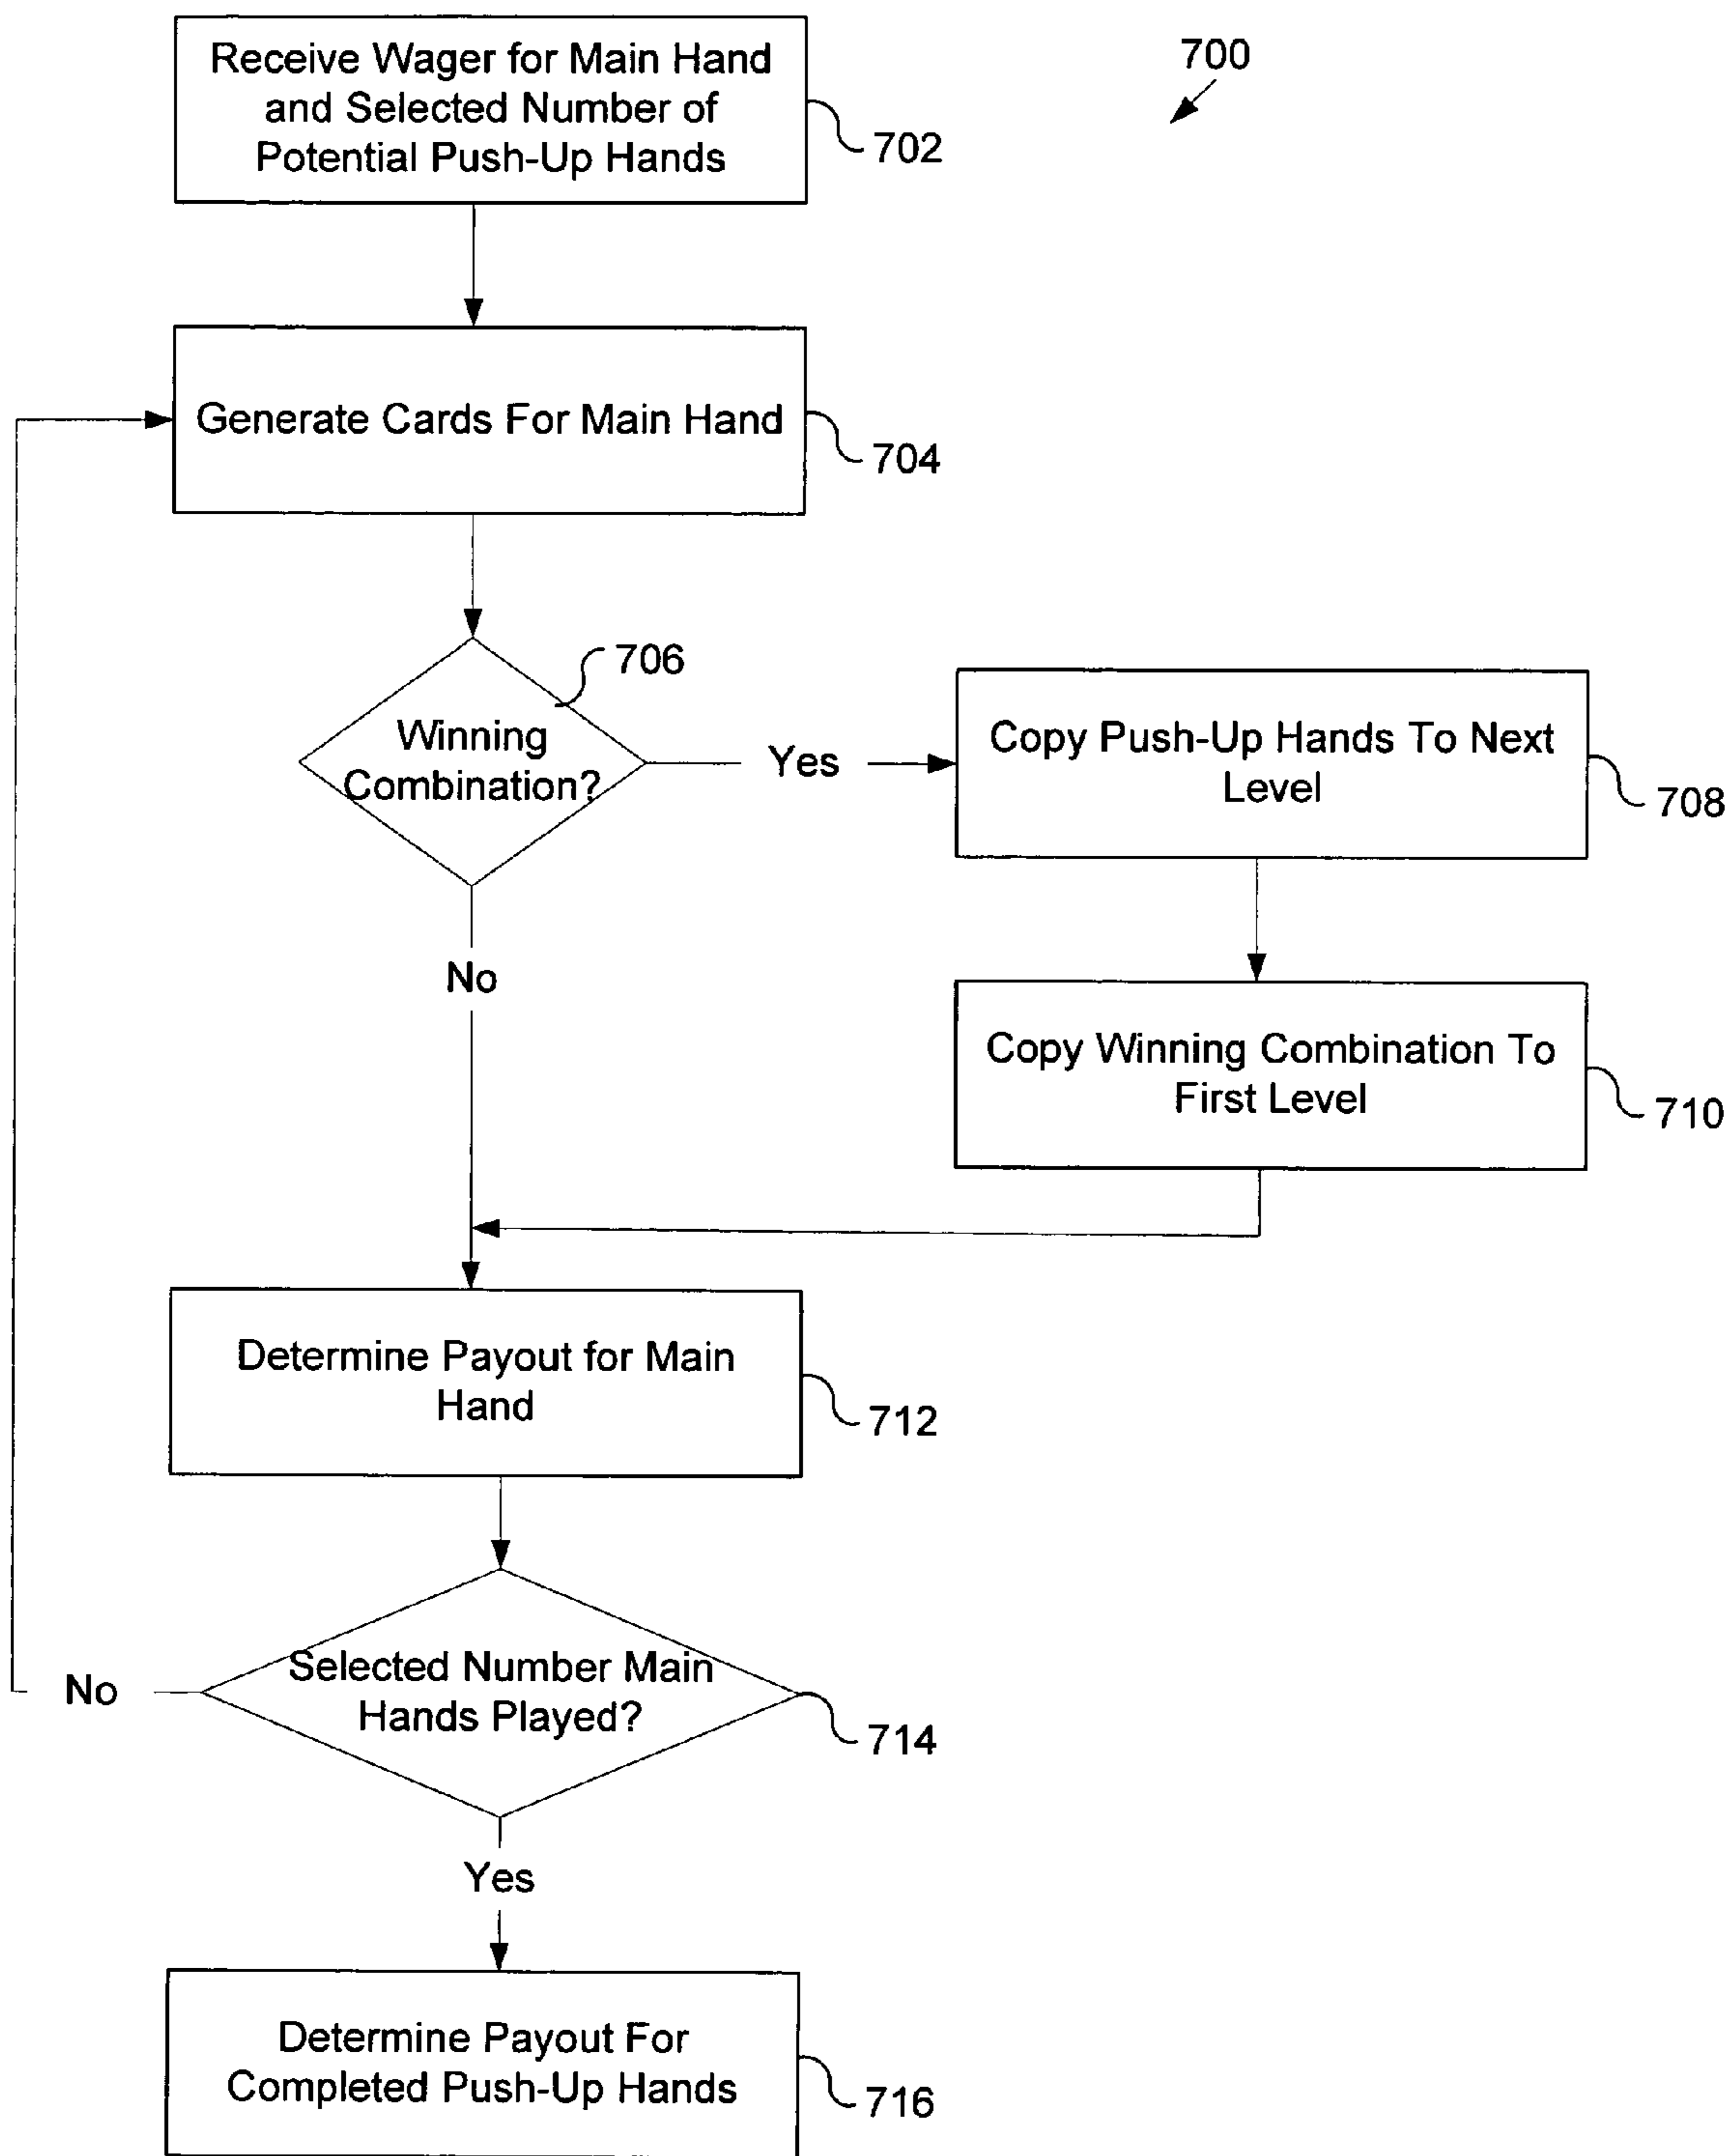 Receive Wager for Main Hand
and Selected Number of
Potential Push-Up Hands
702
700
Generate Cards For Main Hand
704
706
Winning
Combination?
Yes
Copy Push-Up Hands To Next
Level
708
No
Copy Winning Combination To
First Level
710
Determine Payout for Main
Hand
712
Selected Number Main
Hands Played?
No
714
Yes
Determine Payout For
Completed Push-Up Hands
716